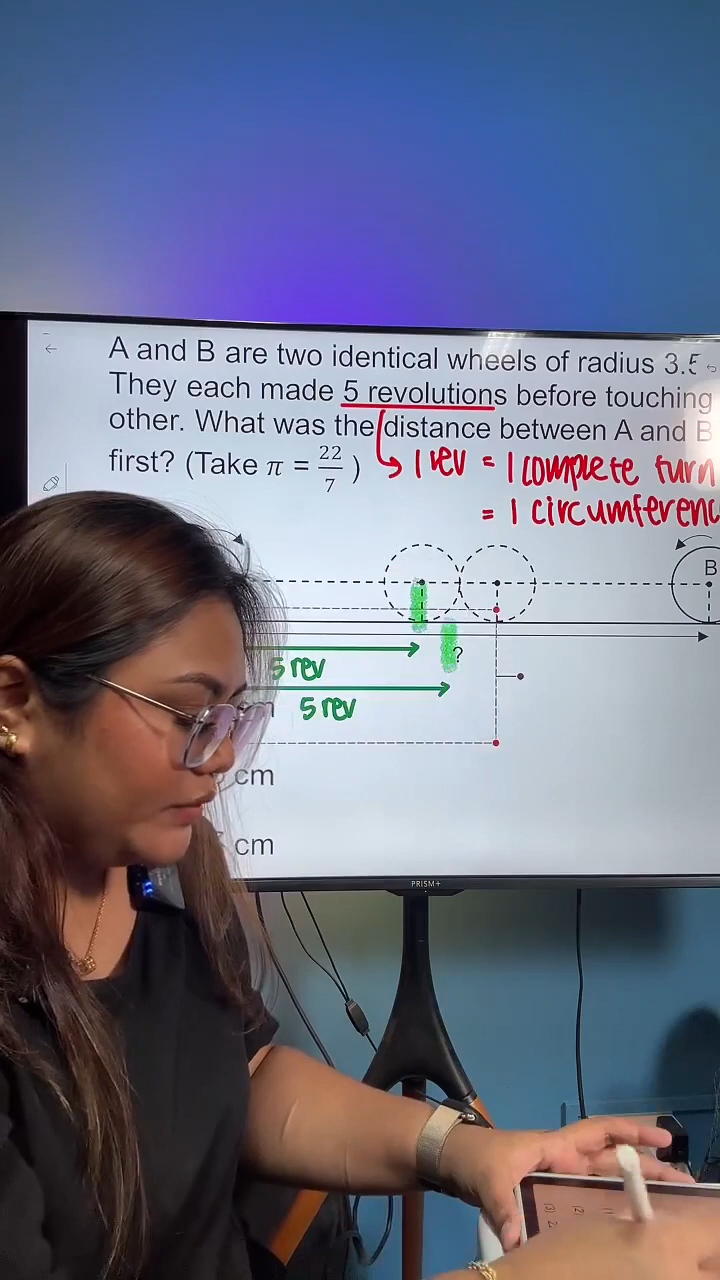 A and B are two identical wheels of radius 3.5
They each made 5 revolutions before touching
other. What was the distance between A and B
first? (Take π = 22/7)
↳ 1 rev = 1 complete turn
= 1 circumferenc
B
?
5 rev
5 rev
cm
cm
PRISM+